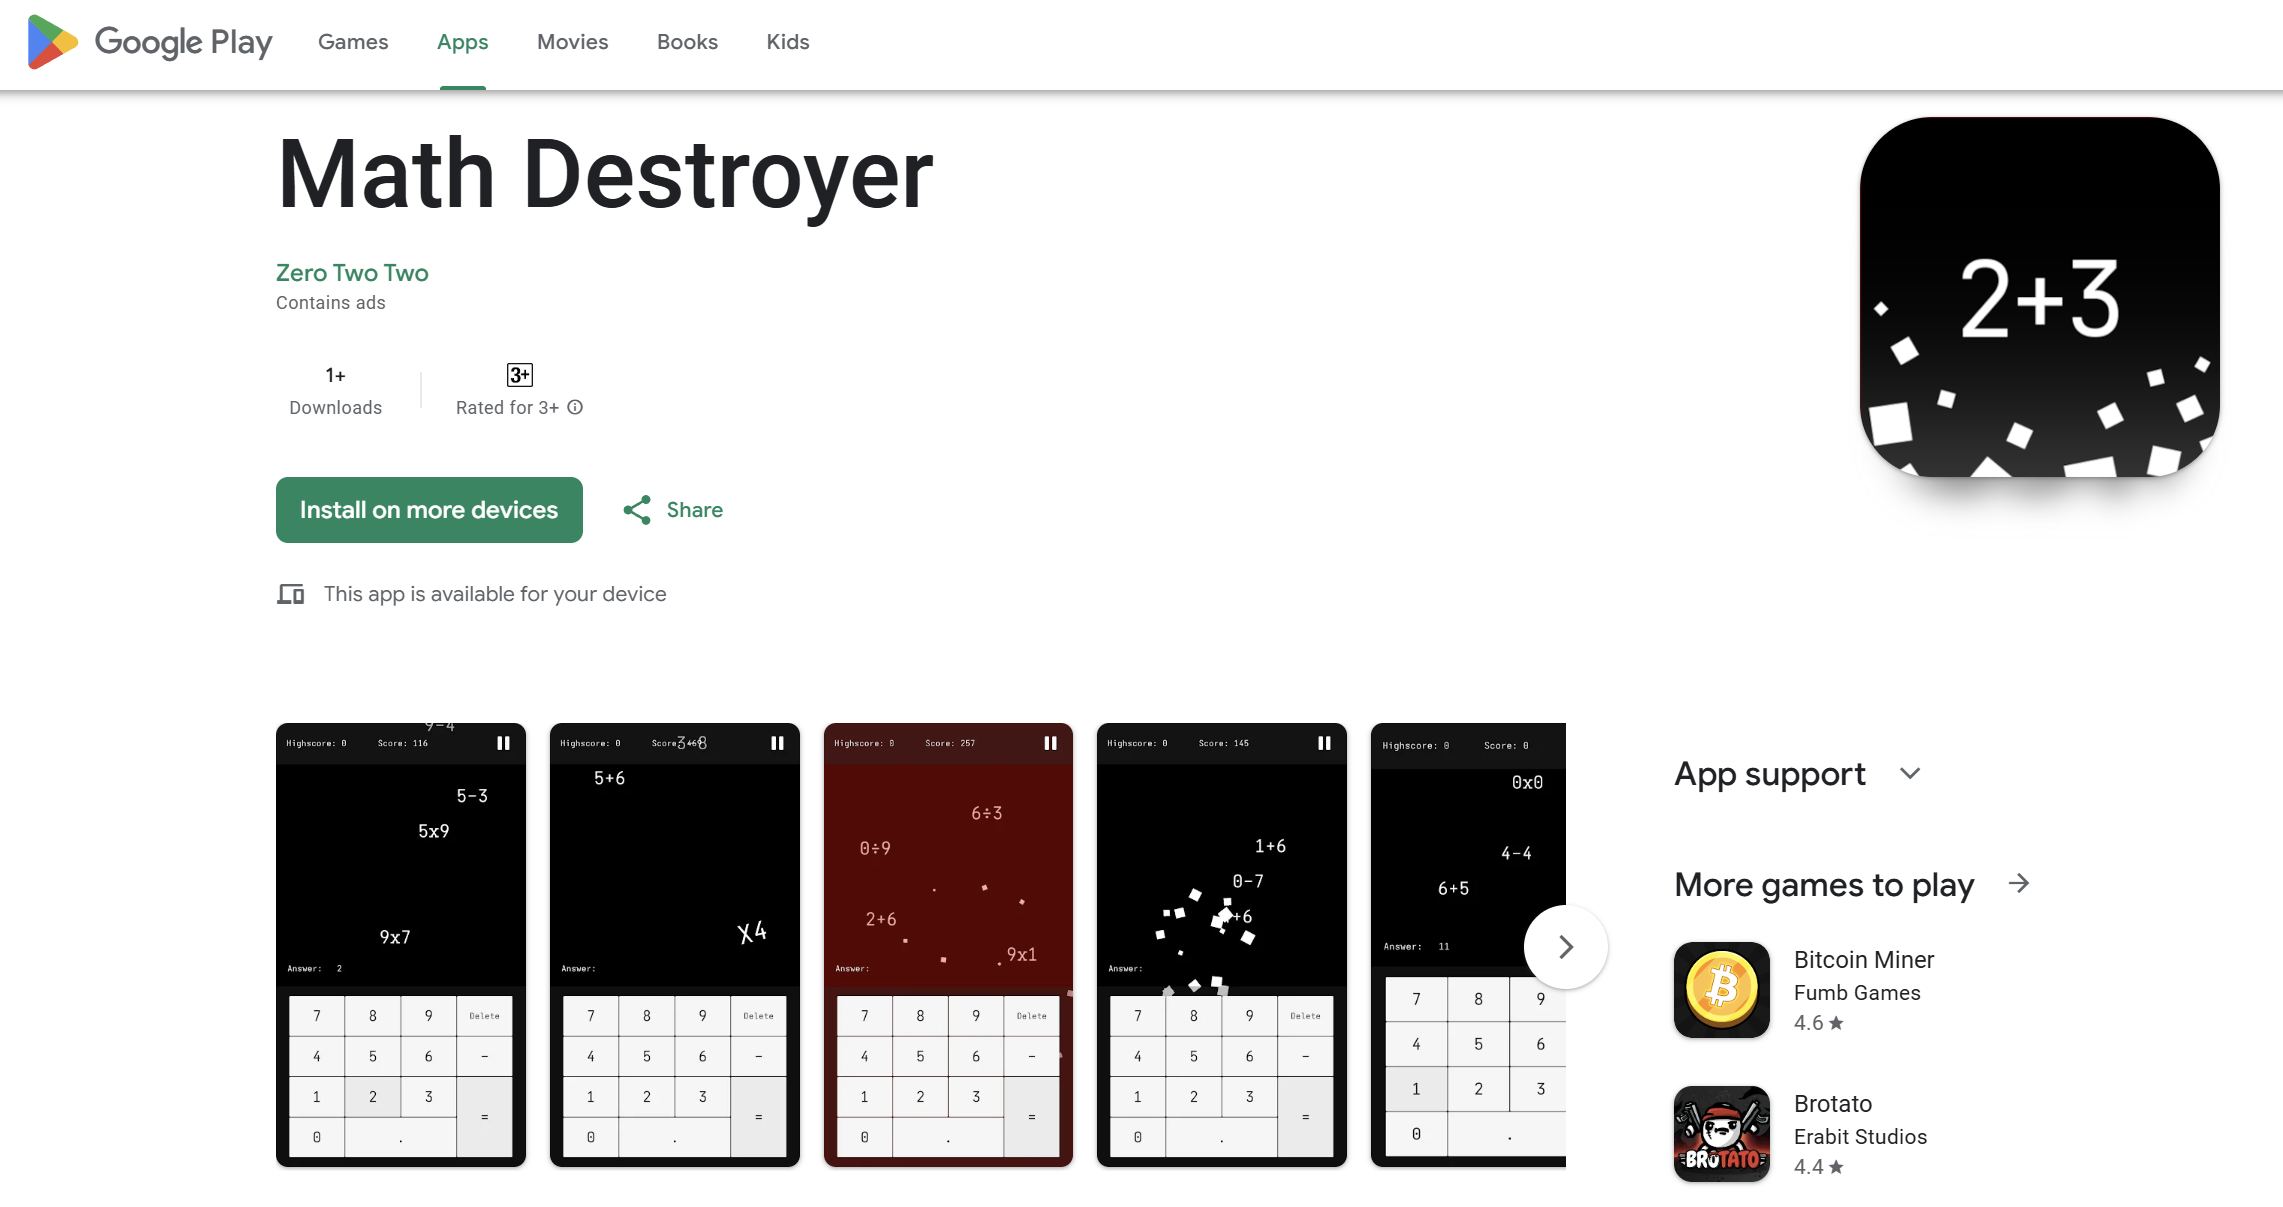 Google Play Games Apps Movies Books Kids
Math Destroyer
2+3
Zero Two Two
Contains ads
1+
Downloads
3+
Rated for 3+
Install on more devices
Share
This app is available for your device
9-4
Highscore: 0 Score: 116
5-3
5x9
9x7
Answer: 2
7 8 9 Delete
4 5 6 -
1 2 3 =
0 .
Highscore: 0
5+6
X4
Answer:
7 8 9 Delete
4 5 6 -
1 2 3 =
0 .
Highscore: 0 Score: 257
6÷3
0÷9
2+6
9x1
Answer:
7 8 9 Delete
4 5 6 -
1 2 3 =
0 .
Highscore: 0 Score: 145
1+6
0-7
+6
Answer:
7 8 9 Delete
4 5 6 -
1 2 3 =
0 .
Highscore: 0 Score: 0
0x0
4-4
6+5
Answer: 11
7 8 9
4 5 6
1 2 3
0 .
App support
More games to play
Bitcoin Miner
Fumb Games
4.6 ★
BROTATO
Brotato
Erabit Studios
4.4 ★